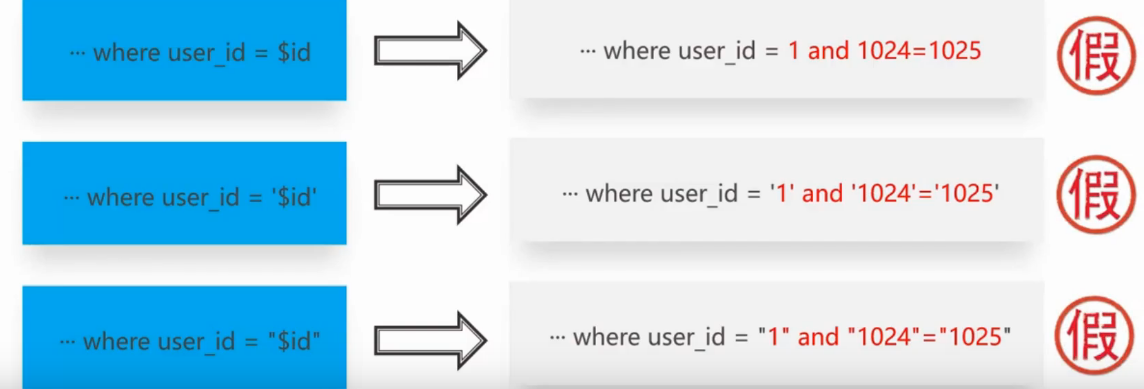 ··· where user_id = $id
··· where user_id = 1 and 1024=1025
假
··· where user_id = '$id'
··· where user_id = '1' and '1024'='1025'
假
··· where user_id = "$id"
··· where user_id = "1" and "1024"="1025"
假